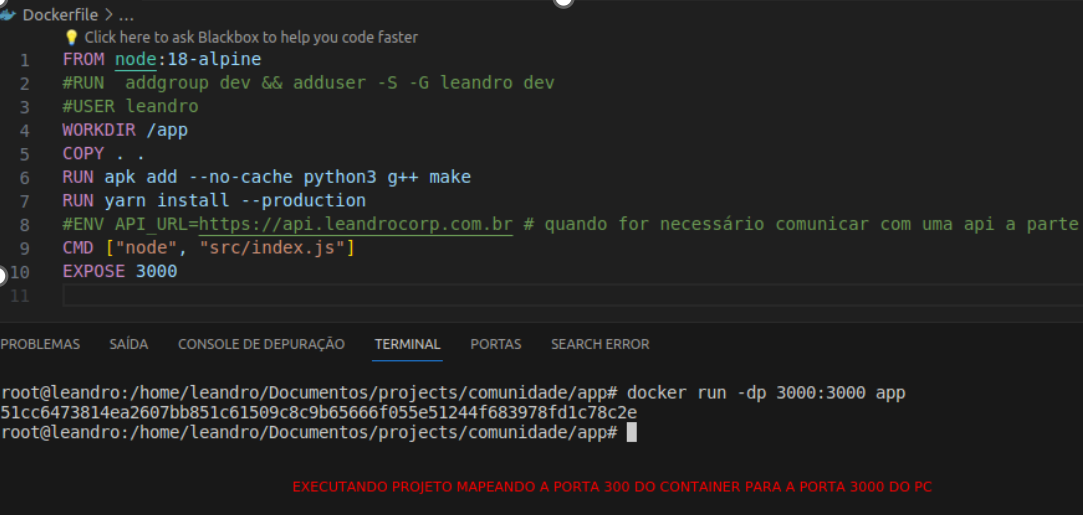 Dockerfile > ...
Click here to ask Blackbox to help you code faster
1 FROM node:18-alpine
2 #RUN  addgroup dev && adduser -S -G leandro dev
3 #USER leandro
4 WORKDIR /app
5 COPY . .
6 RUN apk add --no-cache python3 g++ make
7 RUN yarn install --production
8 #ENV API_URL=https://api.leandrocorp.com.br # quando for necessário comunicar com uma api a parte
9 CMD ["node", "src/index.js"]
10 EXPOSE 3000
11
PROBLEMAS SAÍDA CONSOLE DE DEPURAÇÃO TERMINAL PORTAS SEARCH ERROR
root@leandro:/home/leandro/Documentos/projects/comunidade/app# docker run -dp 3000:3000 app
51cc6473814ea2607bb851c61509c8c9b65666f055e51244f683978fd1c78c2e
root@leandro:/home/leandro/Documentos/projects/comunidade/app#
EXECUTANDO PROJETO MAPEANDO A PORTA 300 DO CONTAINER PARA A PORTA 3000 DO PC